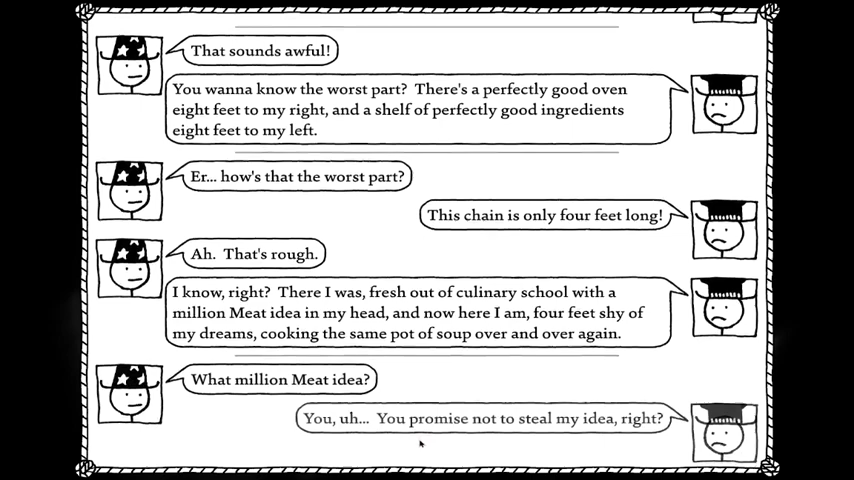 That sounds awful!
You wanna know the worst part?  There's a perfectly good oven
eight feet to my right, and a shelf of perfectly good ingredients
eight feet to my left.
Er... how's that the worst part?
This chain is only four feet long!
Ah.  That's rough.
I know, right?  There I was, fresh out of culinary school with a
million Meat idea in my head, and now here I am, four feet shy of
my dreams, cooking the same pot of soup over and over again.
What million Meat idea?
You, uh...  You promise not to steal my idea, right?